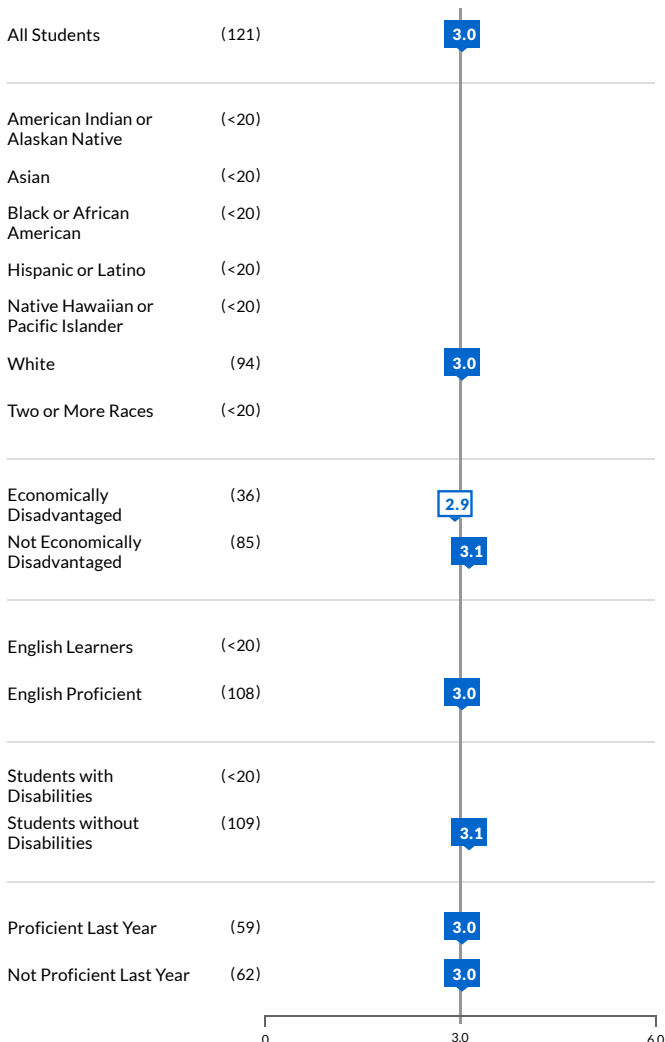 All Students (121) 3.0
American Indian or (<20)
Alaskan Native
Asian (<20)
Black or African (<20)
American
Hispanic or Latino (<20)
Native Hawaiian or (<20)
Pacific Islander
White (94) 3.0
Two or More Races (<20)
Economically (36) 2.9
Disadvantaged
Not Economically (85) 3.1
Disadvantaged
English Learners (<20)
English Proficient (108) 3.0
Students with (<20)
Disabilities
Students without (109) 3.1
Disabilities
Proficient Last Year (59) 3.0
Not Proficient Last Year (62) 3.0
0 3.0 6.0